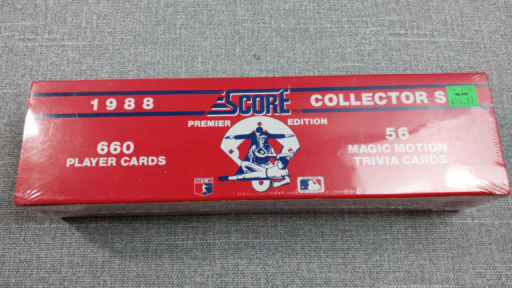 1988 SCORE COLLECTOR S
PREMIER EDITION
660
PLAYER CARDS
56
MAGIC MOTION
TRIVIA CARDS